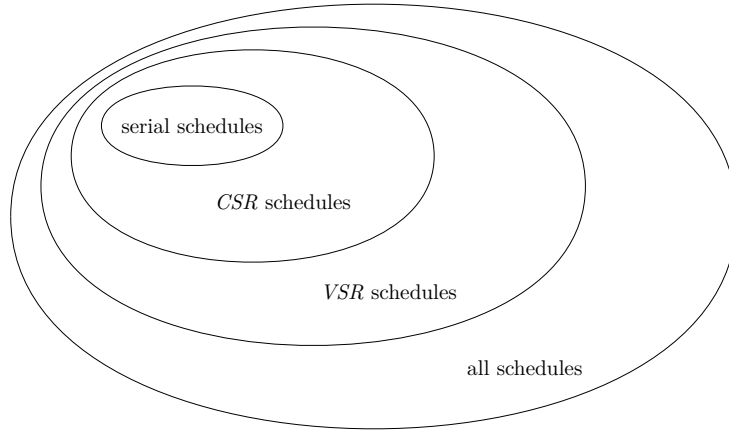 serial schedules
CSR schedules
VSR schedules
all schedules